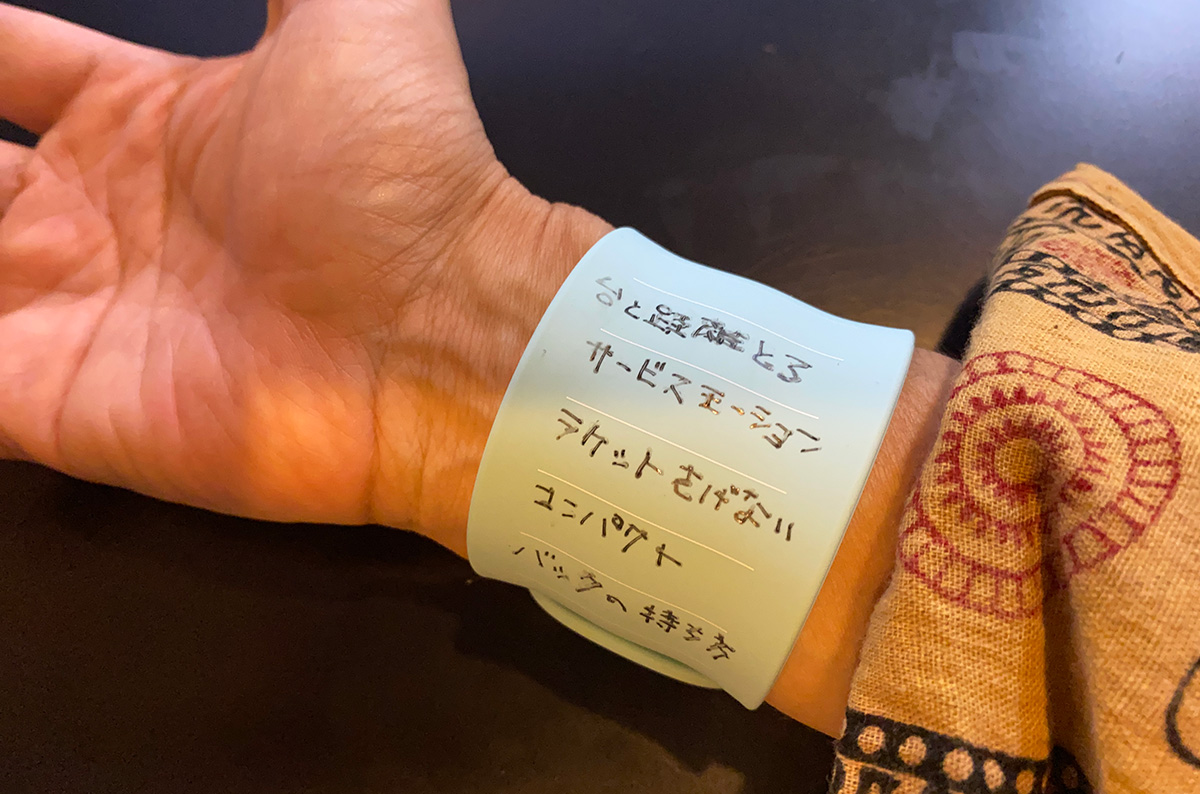 台と距離をとる
サービスモーション
ラケットさげない
コンパクト
バックの持ち方